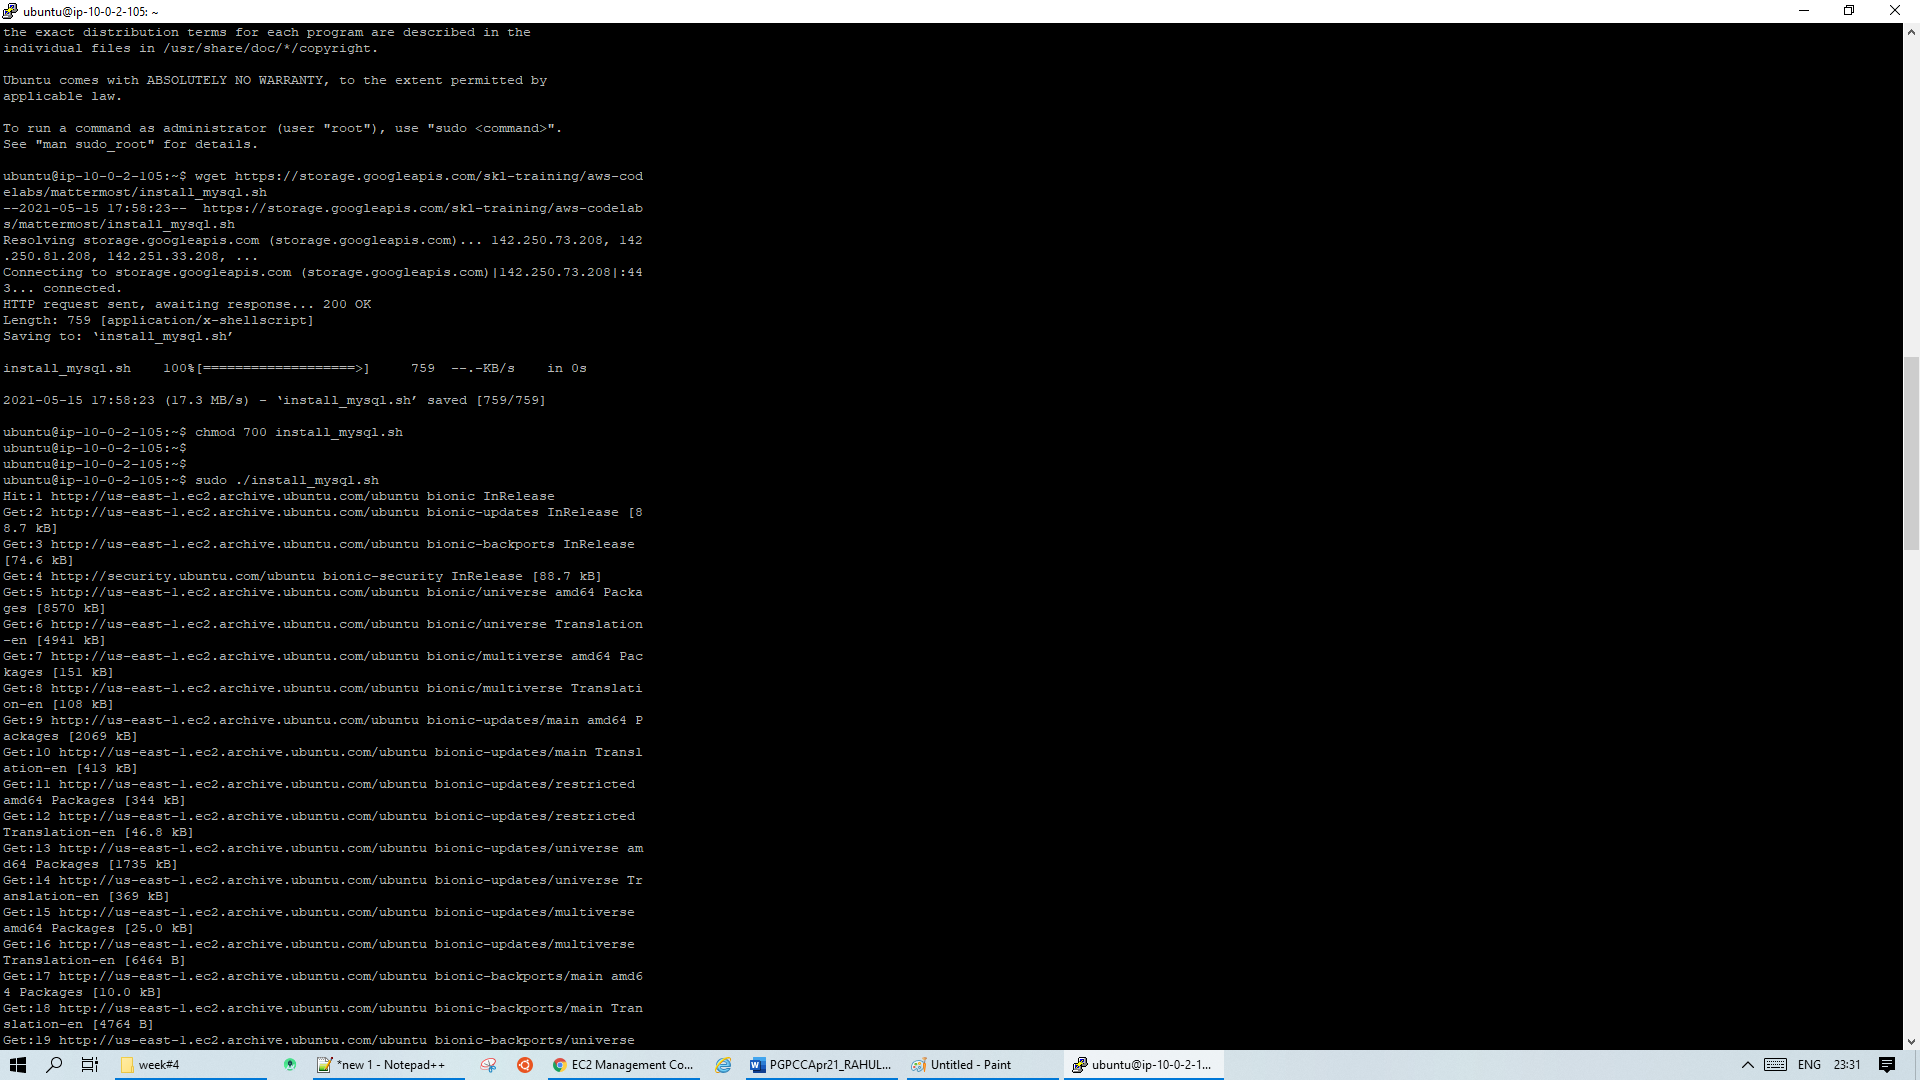 ubuntu@ip-10-0-2-105: ~
the exact distribution terms for each program are described in the
individual files in /usr/share/doc/*/copyright.
Ubuntu comes with ABSOLUTELY NO WARRANTY, to the extent permitted by
applicable law.
To run a command as administrator (user "root"), use "sudo <command>".
See "man sudo_root" for details.
ubuntu@ip-10-0-2-105:~$ wget https://storage.googleapis.com/skl-training/aws-cod
elabs/mattermost/install_mysql.sh
--2021-05-15 17:58:23--  https://storage.googleapis.com/skl-training/aws-codelab
s/mattermost/install_mysql.sh
Resolving storage.googleapis.com (storage.googleapis.com)... 142.250.73.208, 142
.250.81.208, 142.251.33.208, ...
Connecting to storage.googleapis.com (storage.googleapis.com)|142.250.73.208|:44
3... connected.
HTTP request sent, awaiting response... 200 OK
Length: 759 [application/x-shellscript]
Saving to: ‘install_mysql.sh’
install_mysql.sh    100%[===================>]     759  --.-KB/s    in 0s
2021-05-15 17:58:23 (17.3 MB/s) - ‘install_mysql.sh’ saved [759/759]
ubuntu@ip-10-0-2-105:~$ chmod 700 install_mysql.sh
ubuntu@ip-10-0-2-105:~$
ubuntu@ip-10-0-2-105:~$
ubuntu@ip-10-0-2-105:~$ sudo ./install_mysql.sh
Hit:1 http://us-east-1.ec2.archive.ubuntu.com/ubuntu bionic InRelease
Get:2 http://us-east-1.ec2.archive.ubuntu.com/ubuntu bionic-updates InRelease [8
8.7 kB]
Get:3 http://us-east-1.ec2.archive.ubuntu.com/ubuntu bionic-backports InRelease
[74.6 kB]
Get:4 http://security.ubuntu.com/ubuntu bionic-security InRelease [88.7 kB]
Get:5 http://us-east-1.ec2.archive.ubuntu.com/ubuntu bionic/universe amd64 Packa
ges [8570 kB]
Get:6 http://us-east-1.ec2.archive.ubuntu.com/ubuntu bionic/universe Translation
-en [4941 kB]
Get:7 http://us-east-1.ec2.archive.ubuntu.com/ubuntu bionic/multiverse amd64 Pac
kages [151 kB]
Get:8 http://us-east-1.ec2.archive.ubuntu.com/ubuntu bionic/multiverse Translati
on-en [108 kB]
Get:9 http://us-east-1.ec2.archive.ubuntu.com/ubuntu bionic-updates/main amd64 P
ackages [2069 kB]
Get:10 http://us-east-1.ec2.archive.ubuntu.com/ubuntu bionic-updates/main Transl
ation-en [413 kB]
Get:11 http://us-east-1.ec2.archive.ubuntu.com/ubuntu bionic-updates/restricted
amd64 Packages [344 kB]
Get:12 http://us-east-1.ec2.archive.ubuntu.com/ubuntu bionic-updates/restricted
Translation-en [46.8 kB]
Get:13 http://us-east-1.ec2.archive.ubuntu.com/ubuntu bionic-updates/universe am
d64 Packages [1735 kB]
Get:14 http://us-east-1.ec2.archive.ubuntu.com/ubuntu bionic-updates/universe Tr
anslation-en [369 kB]
Get:15 http://us-east-1.ec2.archive.ubuntu.com/ubuntu bionic-updates/multiverse
amd64 Packages [25.0 kB]
Get:16 http://us-east-1.ec2.archive.ubuntu.com/ubuntu bionic-updates/multiverse
Translation-en [6464 B]
Get:17 http://us-east-1.ec2.archive.ubuntu.com/ubuntu bionic-backports/main amd6
4 Packages [10.0 kB]
Get:18 http://us-east-1.ec2.archive.ubuntu.com/ubuntu bionic-backports/main Tran
slation-en [4764 B]
Get:19 http://us-east-1.ec2.archive.ubuntu.com/ubuntu bionic-backports/universe
week#4
*new 1 - Notepad++
EC2 Management Co...
PGPCCApr21_RAHUL...
Untitled - Paint
ubuntu@ip-10-0-2-1...
ENG
23:31